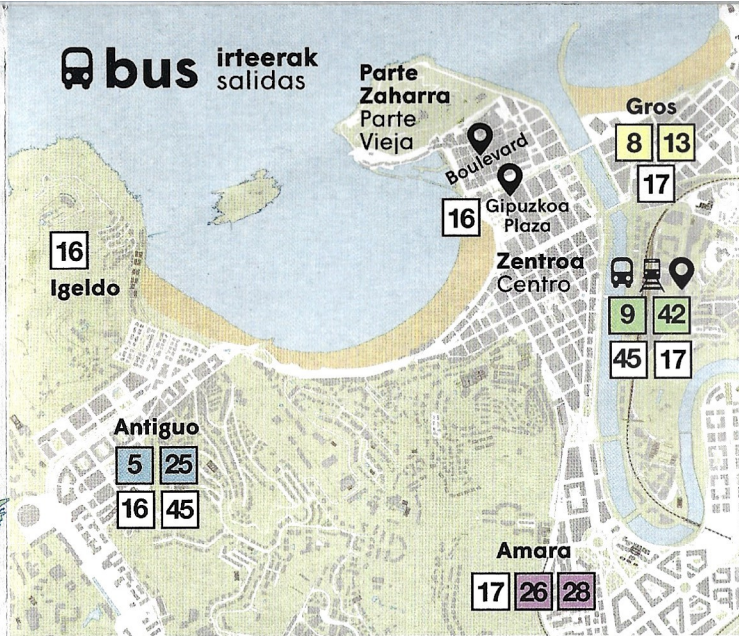 bus
irteerak
salidas
Parte
Zaharra
Parte
Vieja
Boulevard
Gipuzkoa
Plaza
16
Gros
8 13
17
16
Igeldo
Zentroa
Centro
9 42
45 17
Antiguo
5 25
16 45
Amara
17 26 28